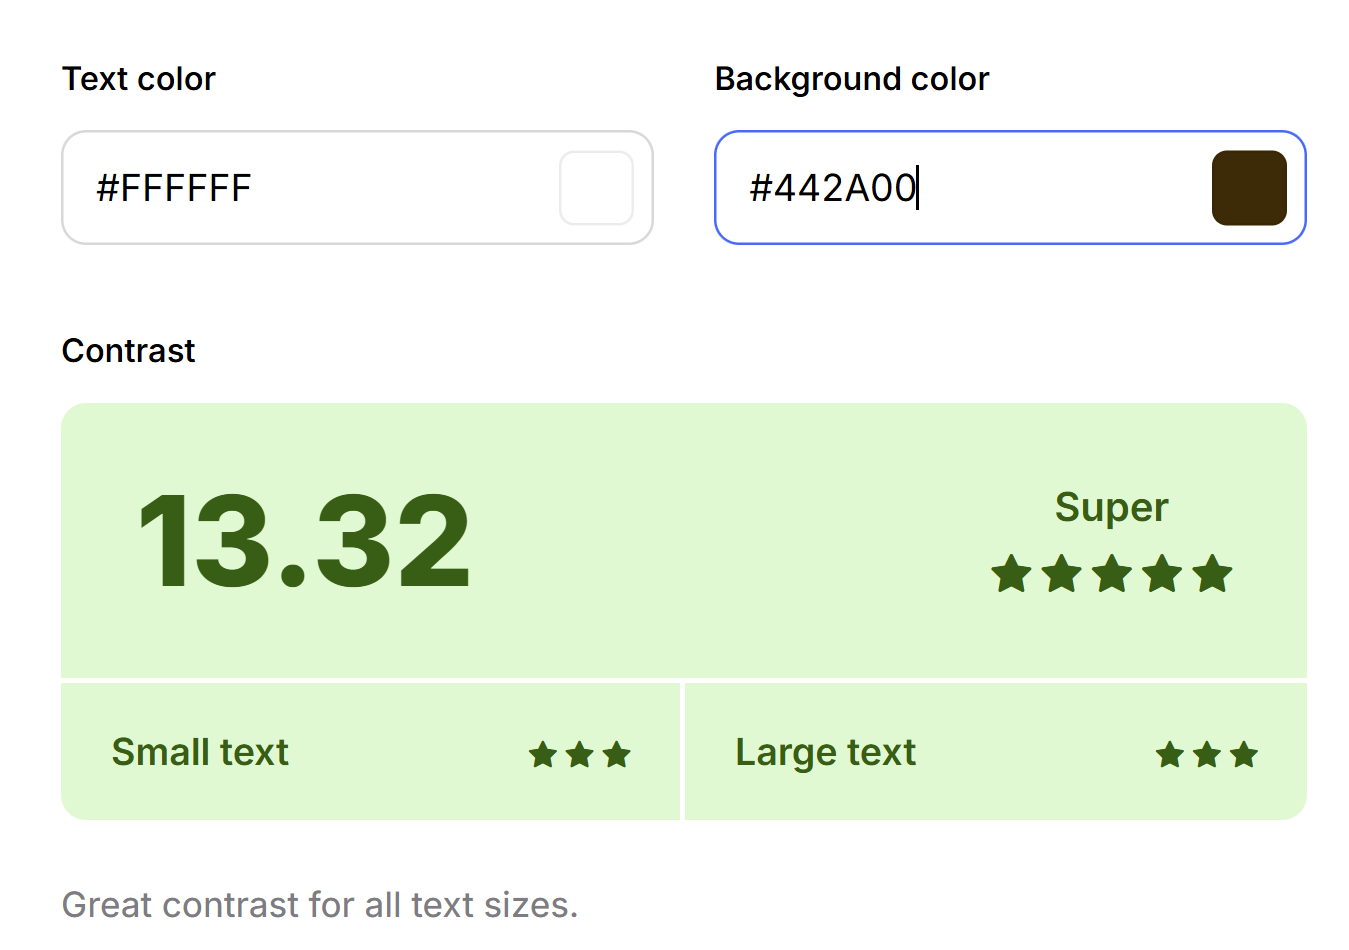 Text color
Background color
#FFFFFF
#442A00
Contrast
13.32
Super
Small text
Large text
Great contrast for all text sizes.